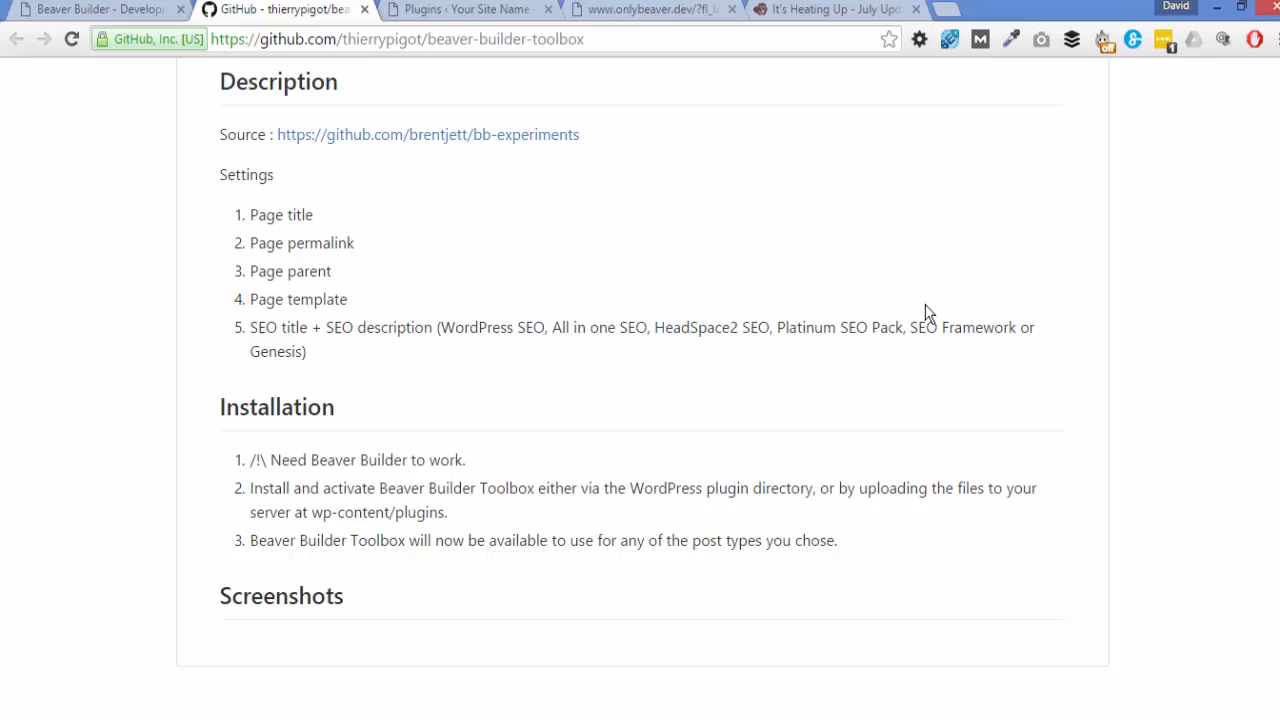 Beaver Builder - Develop
GitHub - thierrypigot/bea
Plugins ‹ Your Site Name -
www.onlybeaver.dev/?fl_
It's Heating Up - July Upd
David
GitHub, Inc. [US]
https://github.com/thierrypigot/beaver-builder-toolbox
M
off
1
Description
Source : https://github.com/brentjett/bb-experiments
Settings
1. Page title
2. Page permalink
3. Page parent
4. Page template
5. SEO title + SEO description (WordPress SEO, All in one SEO, HeadSpace2 SEO, Platinum SEO Pack, SEO Framework or
Genesis)
Installation
1. /!\ Need Beaver Builder to work.
2. Install and activate Beaver Builder Toolbox either via the WordPress plugin directory, or by uploading the files to your
server at wp-content/plugins.
3. Beaver Builder Toolbox will now be available to use for any of the post types you chose.
Screenshots